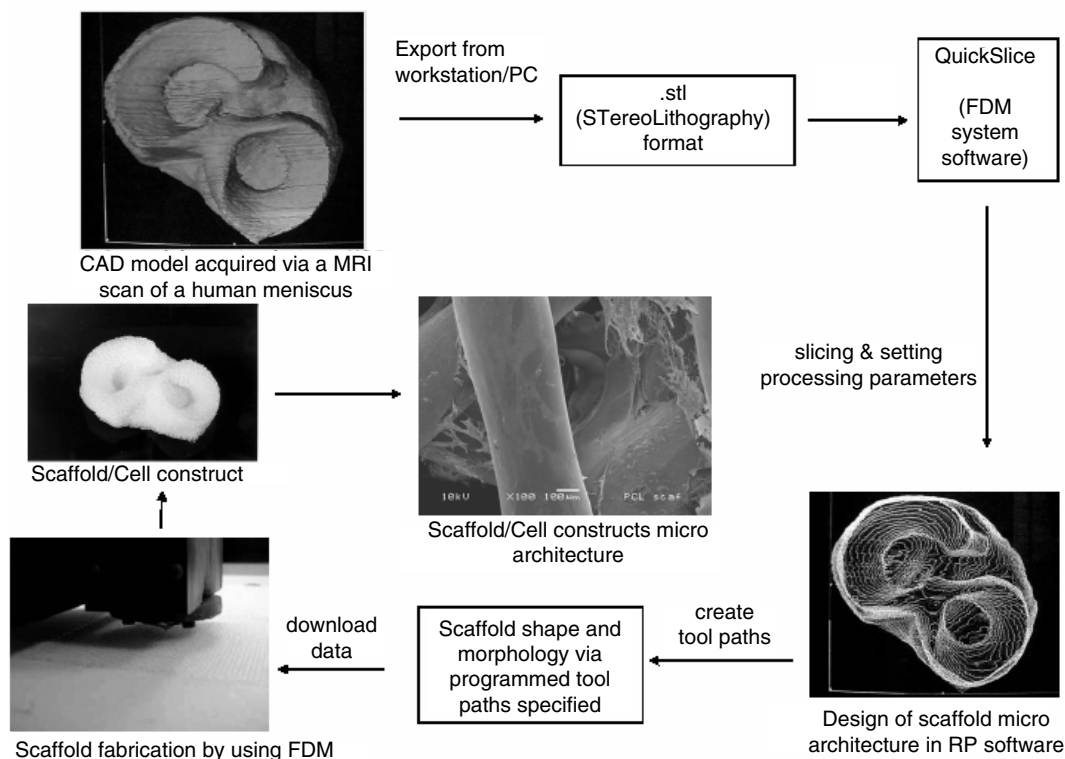 Export from
workstation/PC
.stl
(STereoLithography)
format
QuickSlice
(FDM
system
software)
CAD model acquired via a MRI
scan of a human meniscus
slicing & setting
processing parameters
Design of scaffold micro
architecture in RP software
create
tool paths
Scaffold shape and
morphology via
programmed tool
paths specified
download
data
Scaffold fabrication by using FDM
Scaffold/Cell construct
10kV X100 100μm PCL scaf
Scaffold/Cell constructs micro
architecture